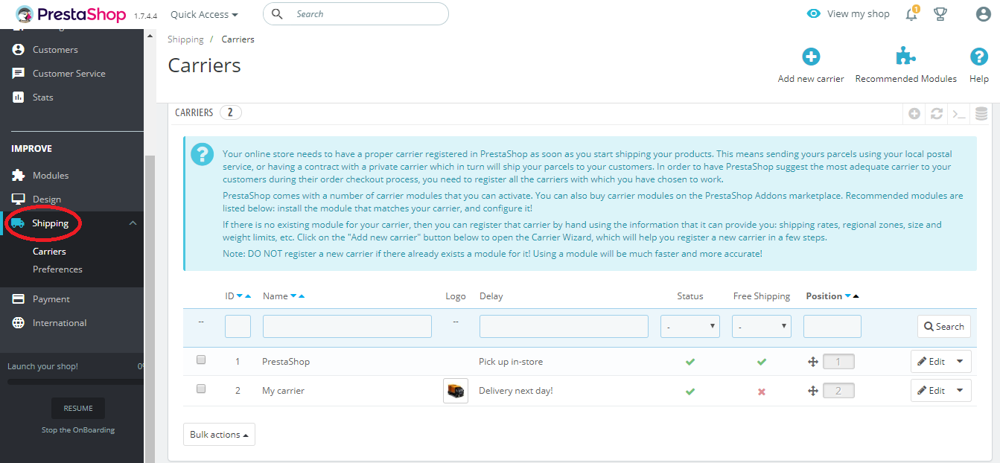 PrestaShop 1.7.4.4 Quick Access Search View my shop 1
Customers
Customer Service
Stats
IMPROVE
Modules
Design
Shipping
Carriers
Preferences
Payment
International
Launch your shop! 0%
RESUME
Stop the OnBoarding
Shipping / Carriers
Carriers
Add new carrier Recommended Modules Help
CARRIERS 2
Your online store needs to have a proper carrier registered in PrestaShop as soon as you start shipping your products. This means sending yours parcels using your local postal
service, or having a contract with a private carrier which in turn will ship your parcels to your customers. In order to have PrestaShop suggest the most adequate carrier to your
customers during their order checkout process, you need to register all the carriers with which you have chosen to work.
PrestaShop comes with a number of carrier modules that you can activate. You can also buy carrier modules on the PrestaShop Addons marketplace. Recommended modules are
listed below: install the module that matches your carrier, and configure it!
If there is no existing module for your carrier, then you can register that carrier by hand using the information that it can provide you: shipping rates, regional zones, size and
weight limits, etc. Click on the "Add new carrier" button below to open the Carrier Wizard, which will help you register a new carrier in a few steps.
Note: DO NOT register a new carrier if there already exists a module for it! Using a module will be much faster and more accurate!
ID Name Logo Delay Status Free Shipping Position
-- -- - - Search
1 PrestaShop Pick up in-store 1 Edit
2 My carrier Delivery next day! 2 Edit
Bulk actions